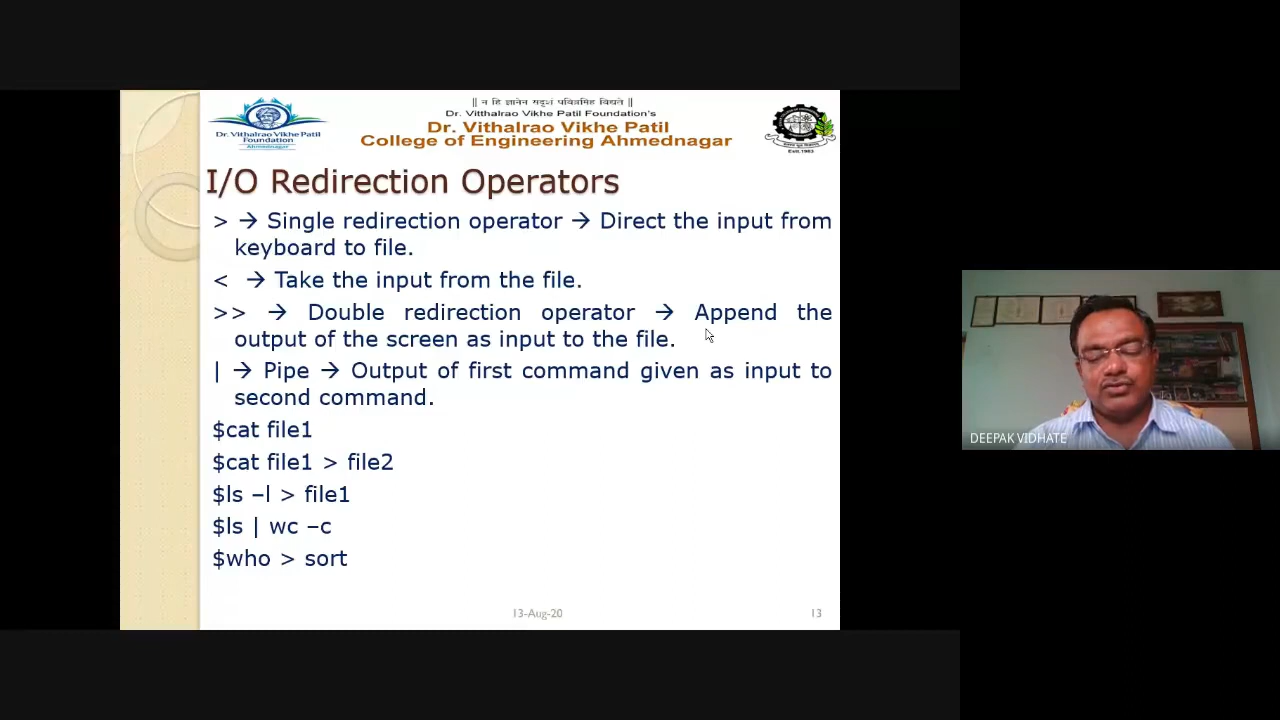 || न हि ज्ञानेन सदृशं पवित्रमिह विद्यते ||
Dr. Vitthalrao Vikhe Patil Foundation's
Dr. Vithalrao Vikhe Patil
College of Engineering Ahmednagar
Dr. Vithalrao Vikhe Patil
Foundation
Ahmednagar
Estd.1983
I/O Redirection Operators
> → Single redirection operator → Direct the input from
keyboard to file.
< → Take the input from the file.
>> → Double redirection operator → Append the
output of the screen as input to the file.
| → Pipe → Output of first command given as input to
second command.
$cat file1
$cat file1 > file2
$ls –l > file1
$ls | wc –c
$who > sort
13-Aug-20
13
DEEPAK VIDHATE